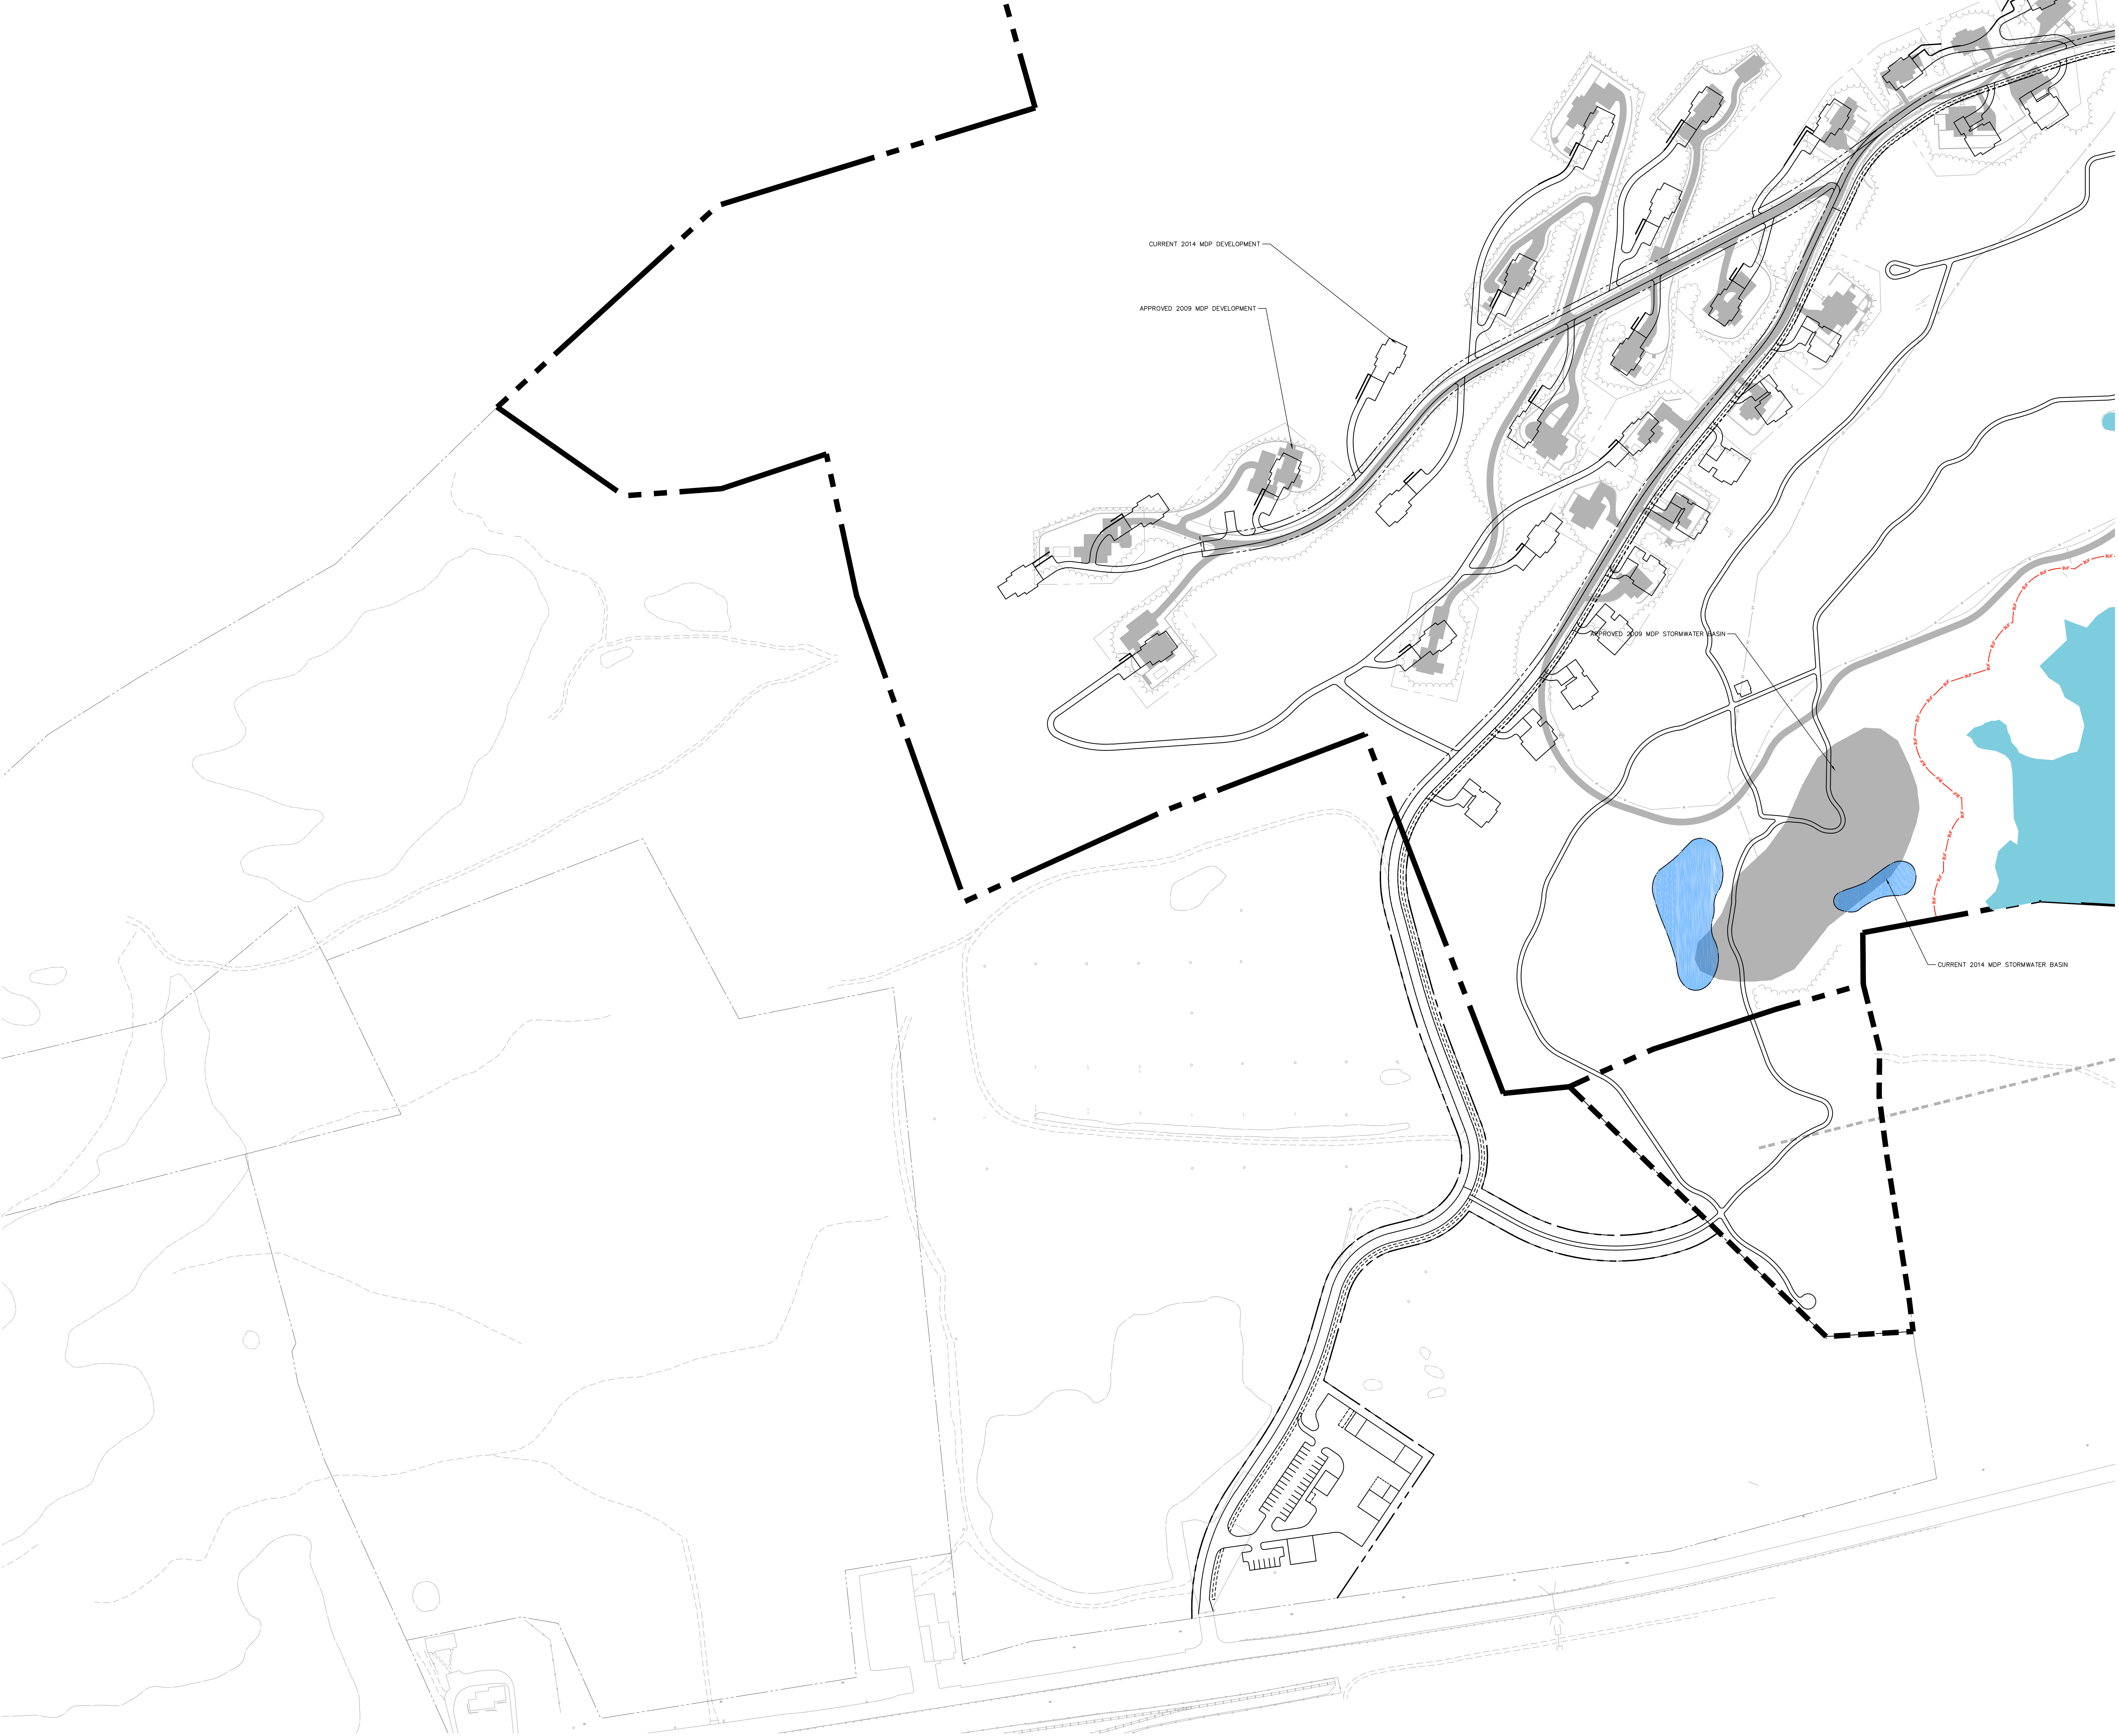 CURRENT 2014 MDP DEVELOPMENT
APPROVED 2009 MDP DEVELOPMENT
APPROVED 2009 MDP STORMWATER BASIN
CURRENT 2014 MDP STORMWATER BASIN